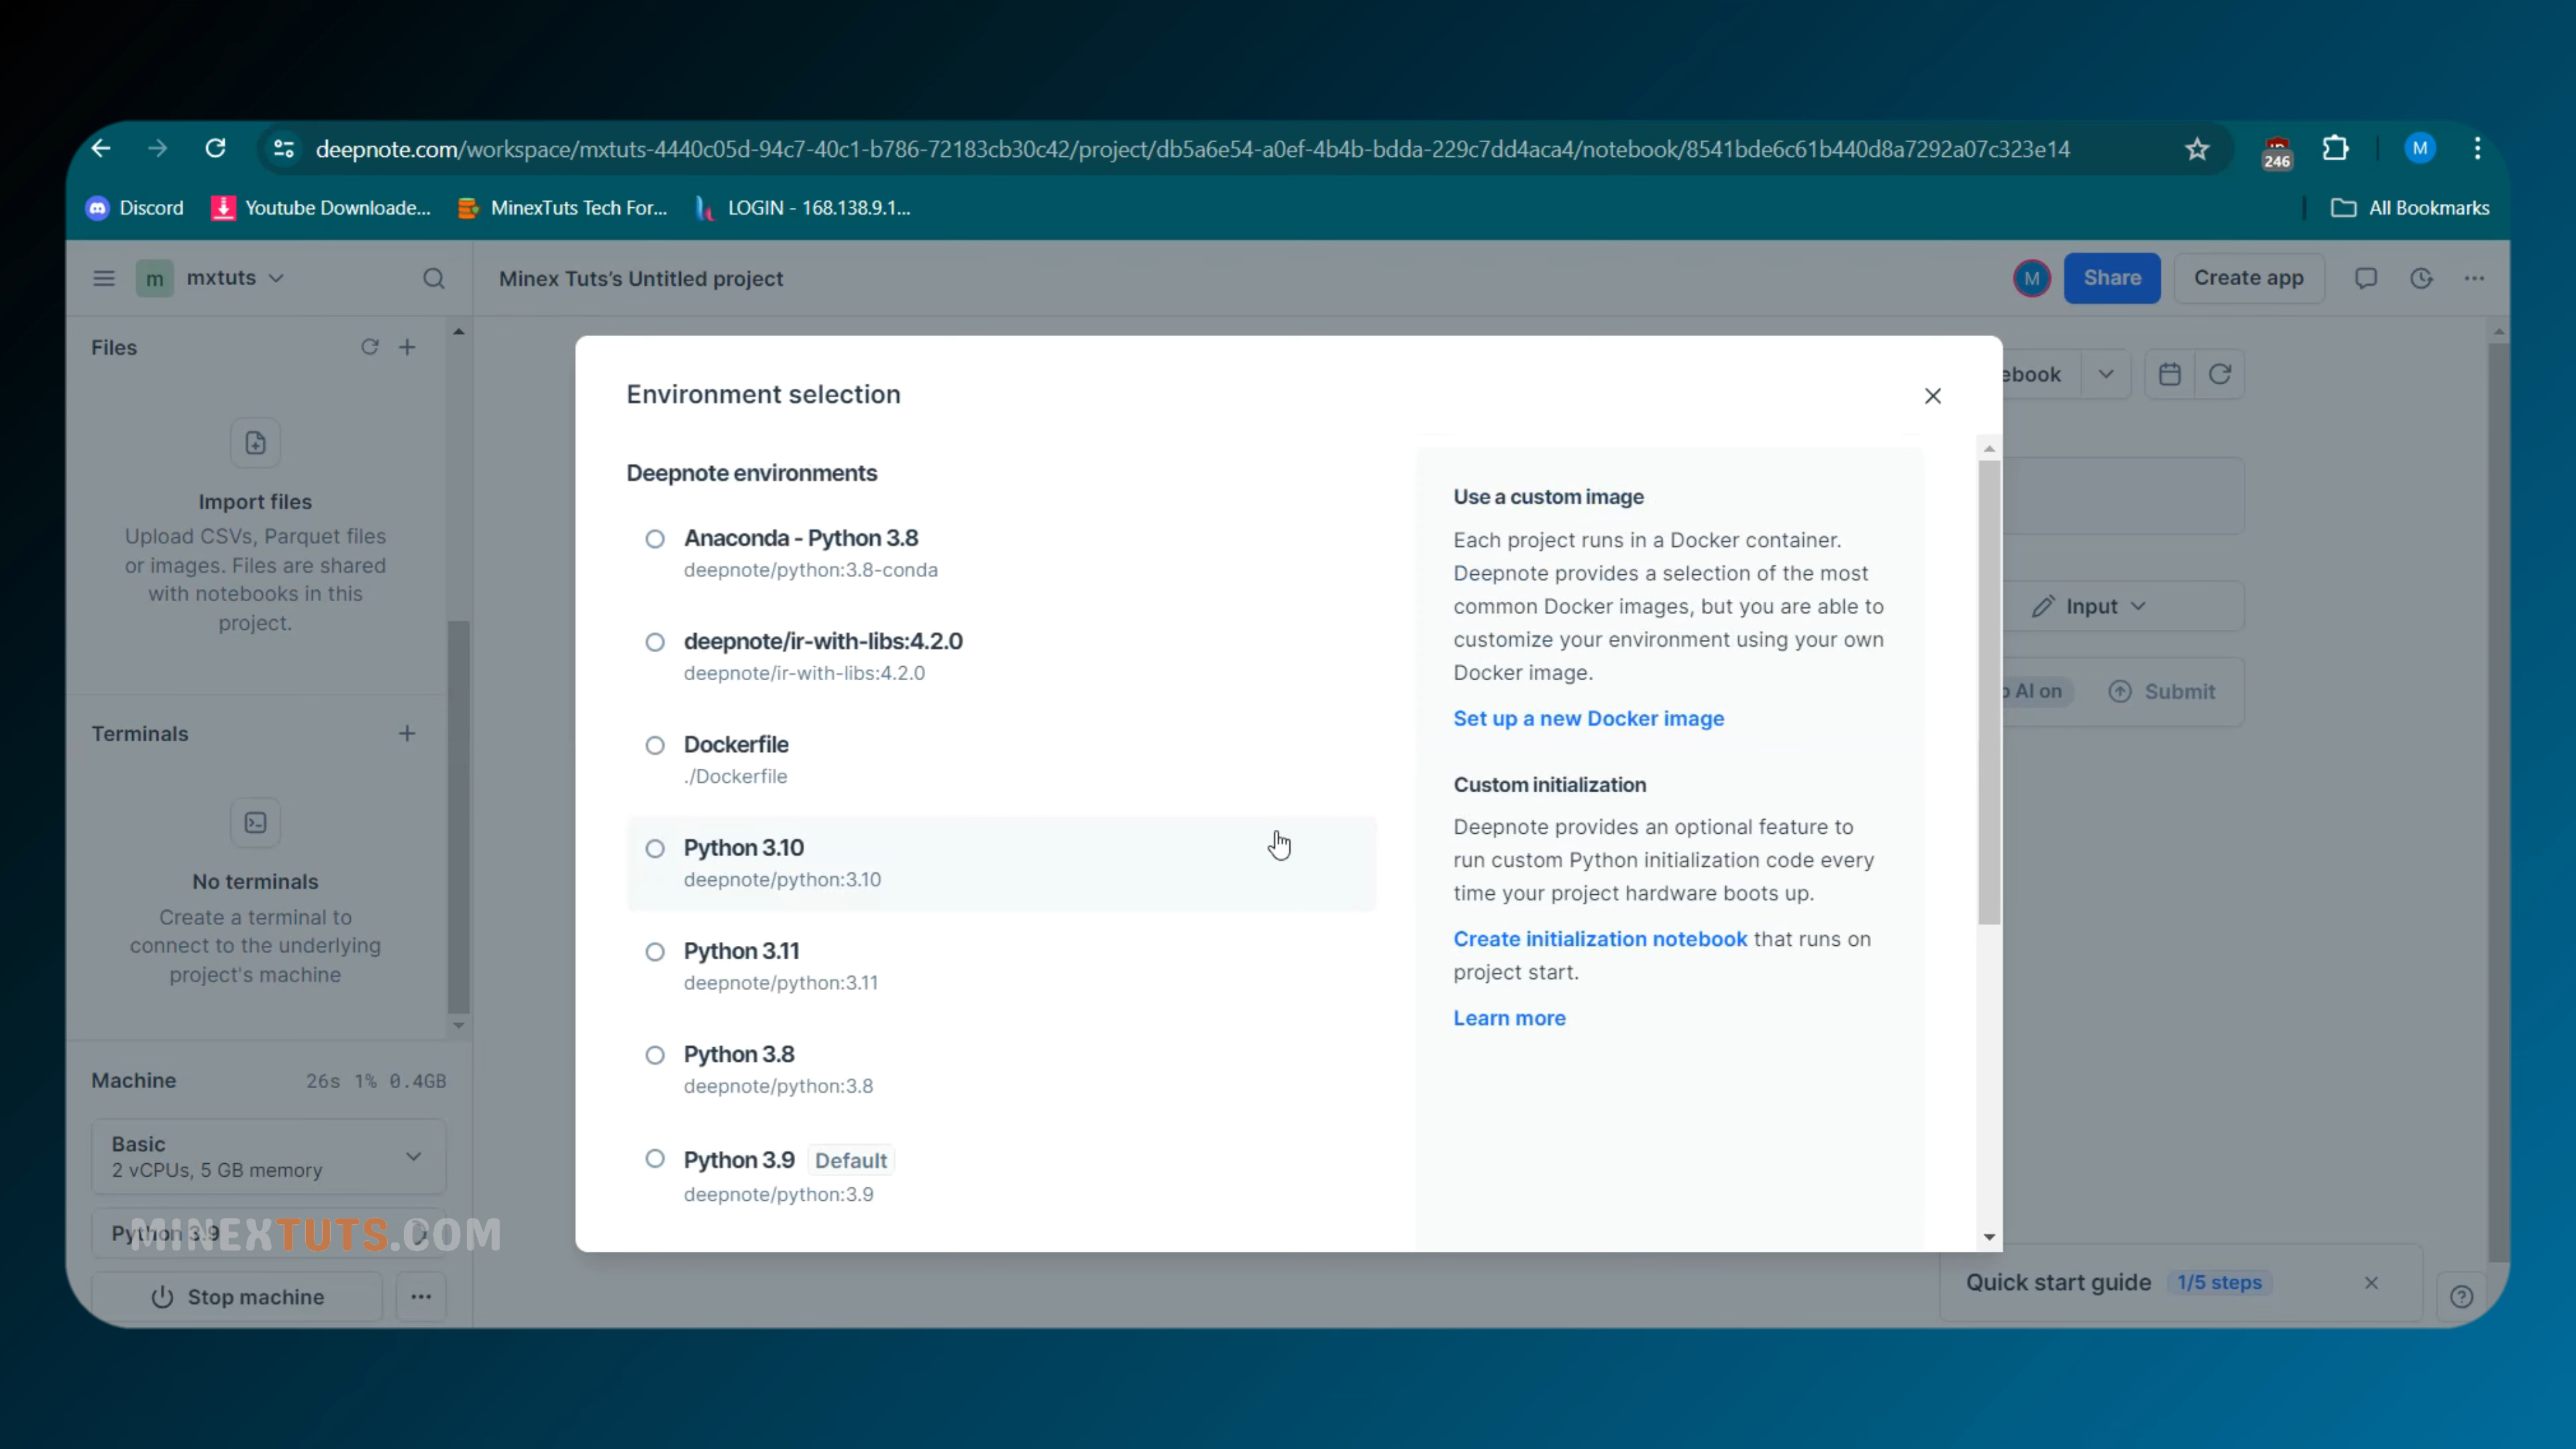 deepnote.com/workspace/mxtuts-4440c05d-94c7-40c1-b786-72183cb30c42/project/db5a6e54-a0ef-4b4b-bdda-229c7dd4aca4/notebook/8541bde6c61b440d8a7292a07c323e14
246
M
Discord
Youtube Downloade...
MinexTuts Tech For...
LOGIN - 168.138.9.1...
All Bookmarks
m
mxtuts
Minex Tuts's Untitled project
M
Share
Create app
Files
Import files
Upload CSVs, Parquet files
or images. Files are shared
with notebooks in this
project.
Terminals
No terminals
Create a terminal to
connect to the underlying
project's machine
Machine
26s 1% 0.4GB
Basic
2 vCPUs, 5 GB memory
Python 3.9
MINEXTUTS.COM
Stop machine
Environment selection
Deepnote environments
Anaconda - Python 3.8
deepnote/python:3.8-conda
deepnote/ir-with-libs:4.2.0
deepnote/ir-with-libs:4.2.0
Dockerfile
./Dockerfile
Python 3.10
deepnote/python:3.10
Python 3.11
deepnote/python:3.11
Python 3.8
deepnote/python:3.8
Python 3.9 Default
deepnote/python:3.9
Use a custom image
Each project runs in a Docker container.
Deepnote provides a selection of the most
common Docker images, but you are able to
customize your environment using your own
Docker image.
Set up a new Docker image
Custom initialization
Deepnote provides an optional feature to
run custom Python initialization code every
time your project hardware boots up.
Create initialization notebook that runs on
project start.
Learn more
ebook
Input
AI on
Submit
Quick start guide 1/5 steps